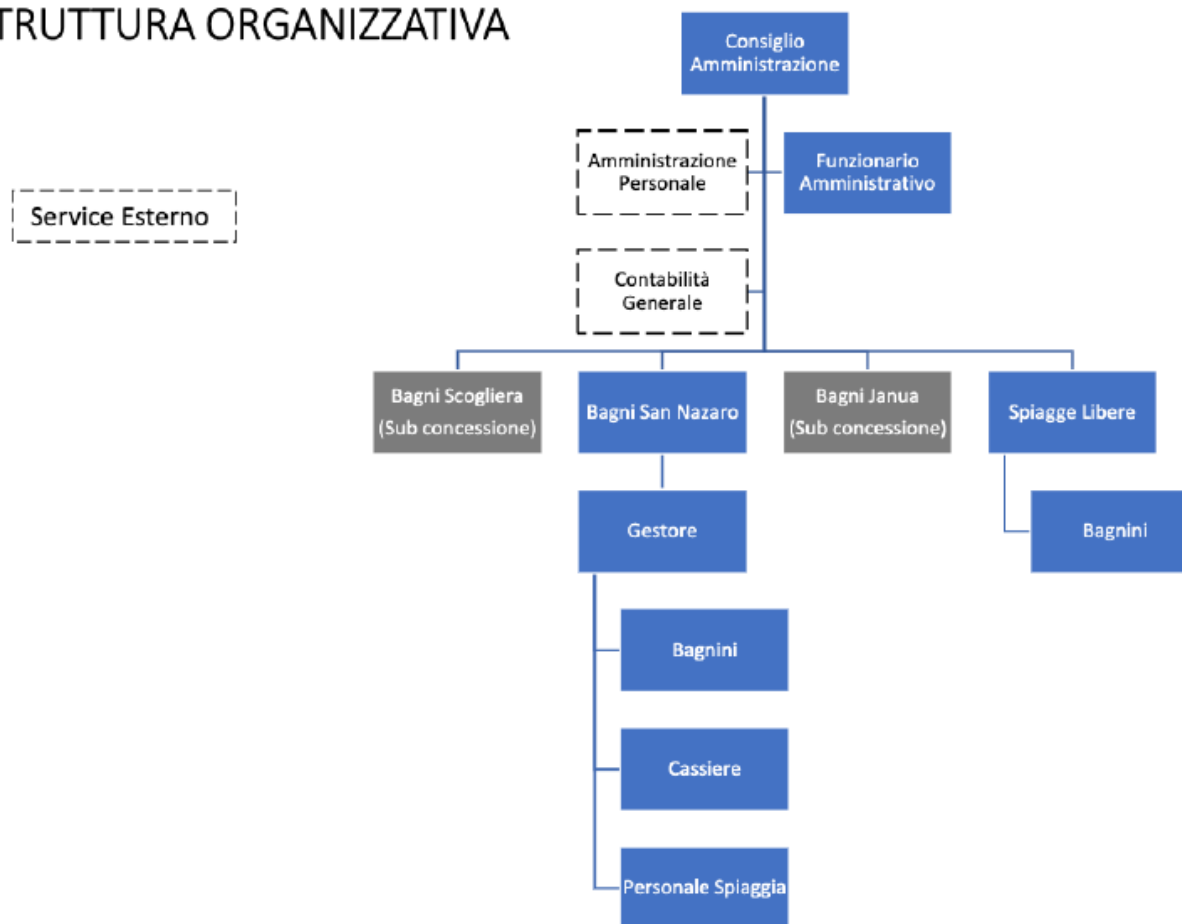 TRUTTURA ORGANIZZATIVA
Consiglio
Amministrazione
Amministrazione
Personale
Funzionario
Amministrativo
Service Esterno
Contabilità
Generale
Bagni Scogliera
(Sub concessione)
Bagni San Nazaro
Bagni Janua
(Sub concessione)
Spiagge Libere
Gestore
Bagnini
Bagnini
Cassiere
Personale Spiaggia